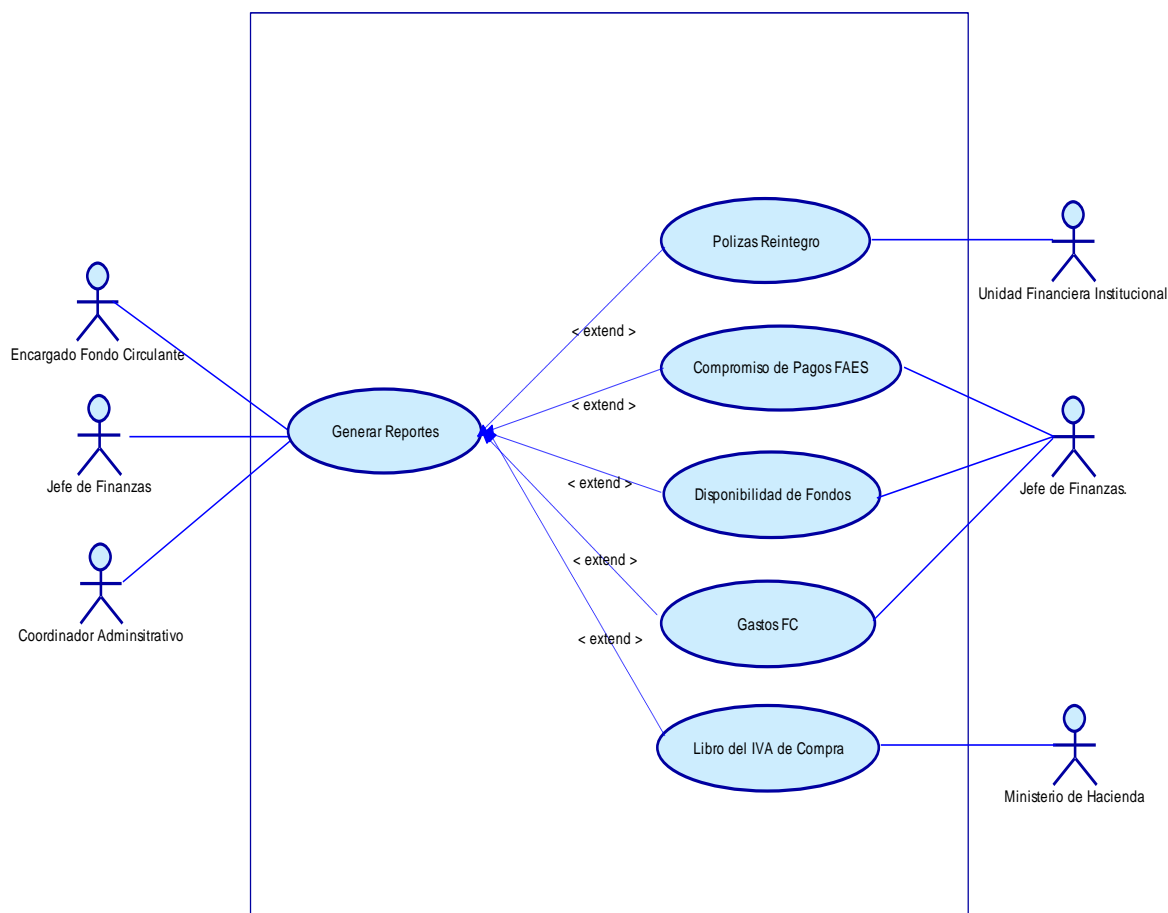 Polizas Reintegro
Unidad Financiera Institucional
< extend >
Encargado Fondo Circulante
Compromiso de Pagos FAES
< extend >
Generar Reportes
Jefe de Finanzas
< extend >
Disponibilidad de Fondos
Jefe de Finanzas.
< extend >
Gastos FC
Coordinador Adminsitrativo
< extend >
Libro del IVA de Compra
Ministerio de Hacienda